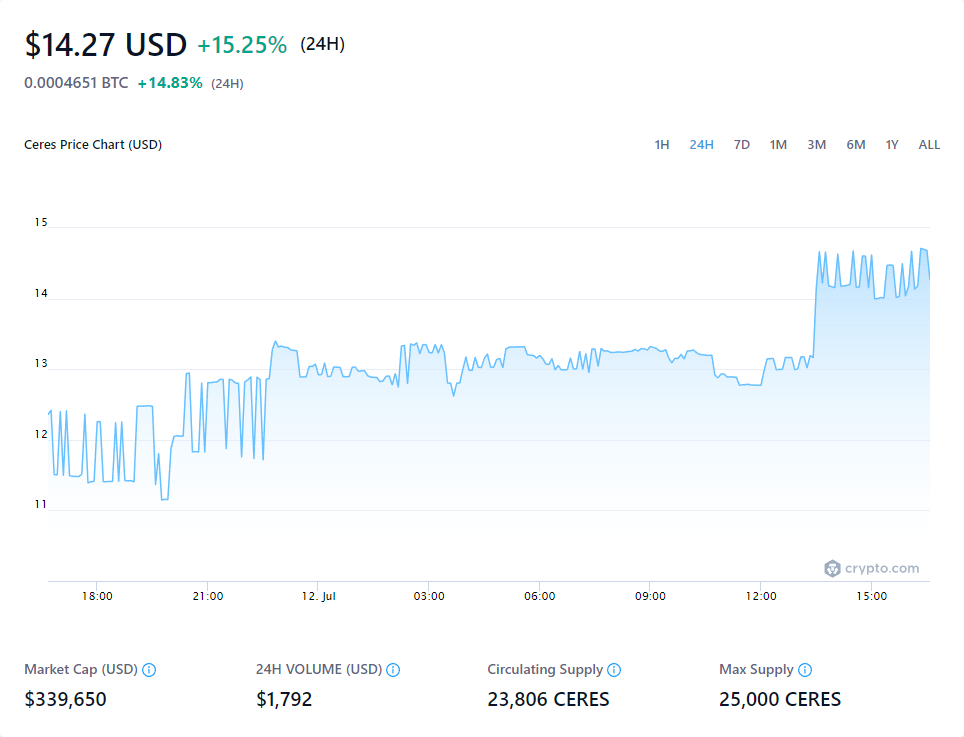 $14.27 USD +15.25% (24H)
0.0004651 BTC +14.83% (24H)
Ceres Price Chart (USD) 1H 24H 7D 1M 3M 6M 1Y ALL
15
14
13
12
11
crypto.com
18:00 21:00 12. Jul 03:00 06:00 09:00 12:00 15:00
Market Cap (USD) 24H VOLUME (USD) Circulating Supply Max Supply
$339,650 $1,792 23,806 CERES 25,000 CERES